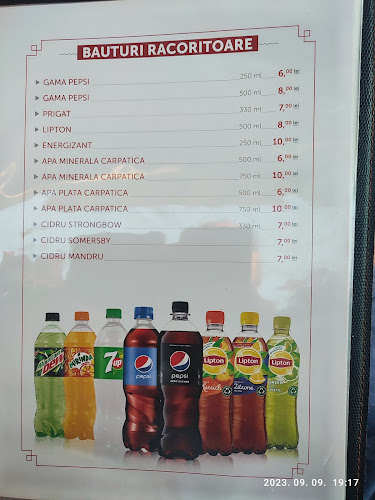 BAUTURI RACORITOARE
GAMA PEPSI 250 ml 6,00 lei
GAMA PEPSI 500 ml 8,00 lei
PRIGAT 330 ml 7,00 lei
LIPTON 500 ml 8,00 lei
ENERGIZANT 250 ml 10,00 lei
APA MINERALA CARPATICA 500 ml 6,00 lei
APA MINERALA CARPATICA 750 ml 10,00 lei
APA PLATA CARPATICA 500 ml 6,00 lei
APA PLATA CARPATICA 750 ml 10,00 lei
CIDRU STRONGBOW 330 ml 7,00 lei
CIDRU SOMERSBY 7,00 lei
CIDRU MANDRU 7,00 lei
7up
pepsi
pepsi
Lipton
Lipton
Lipton
2023. 09. 09. 19:17